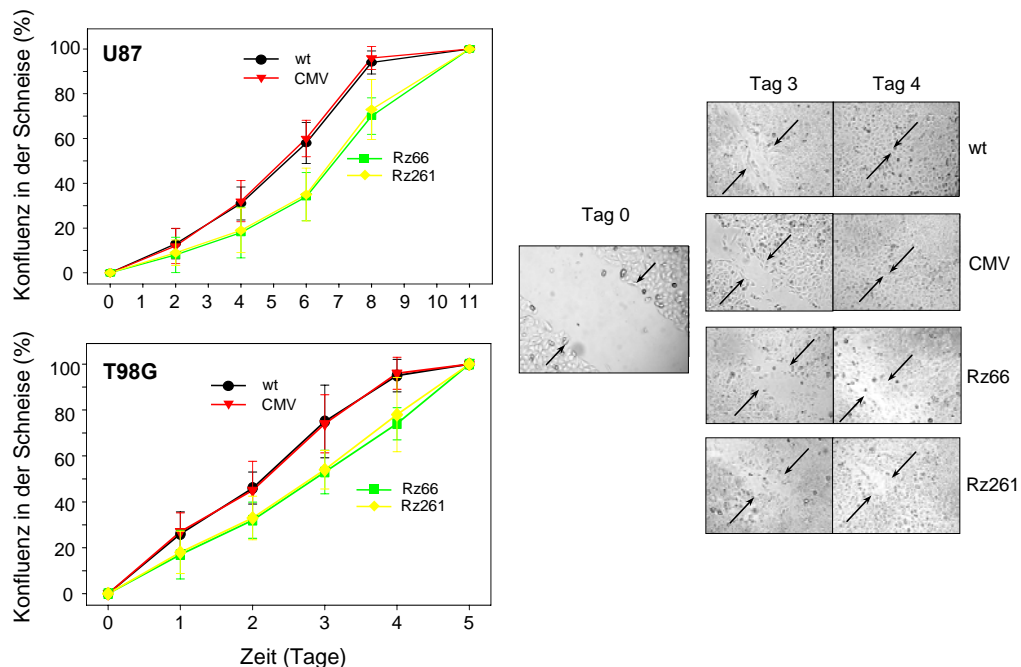 Konfluenz in der Schneise (%)
U87
wt
CMV
Rz66
Rz261
100
80
60
40
20
0
0 1 2 3 4 5 6 7 8 9 10 11
Konfluenz in der Schneise (%)
T98G
wt
CMV
Rz66
Rz261
100
80
60
40
20
0
0 1 2 3 4 5
Zeit (Tage)
Tag 0
Tag 3 Tag 4
wt
CMV
Rz66
Rz261